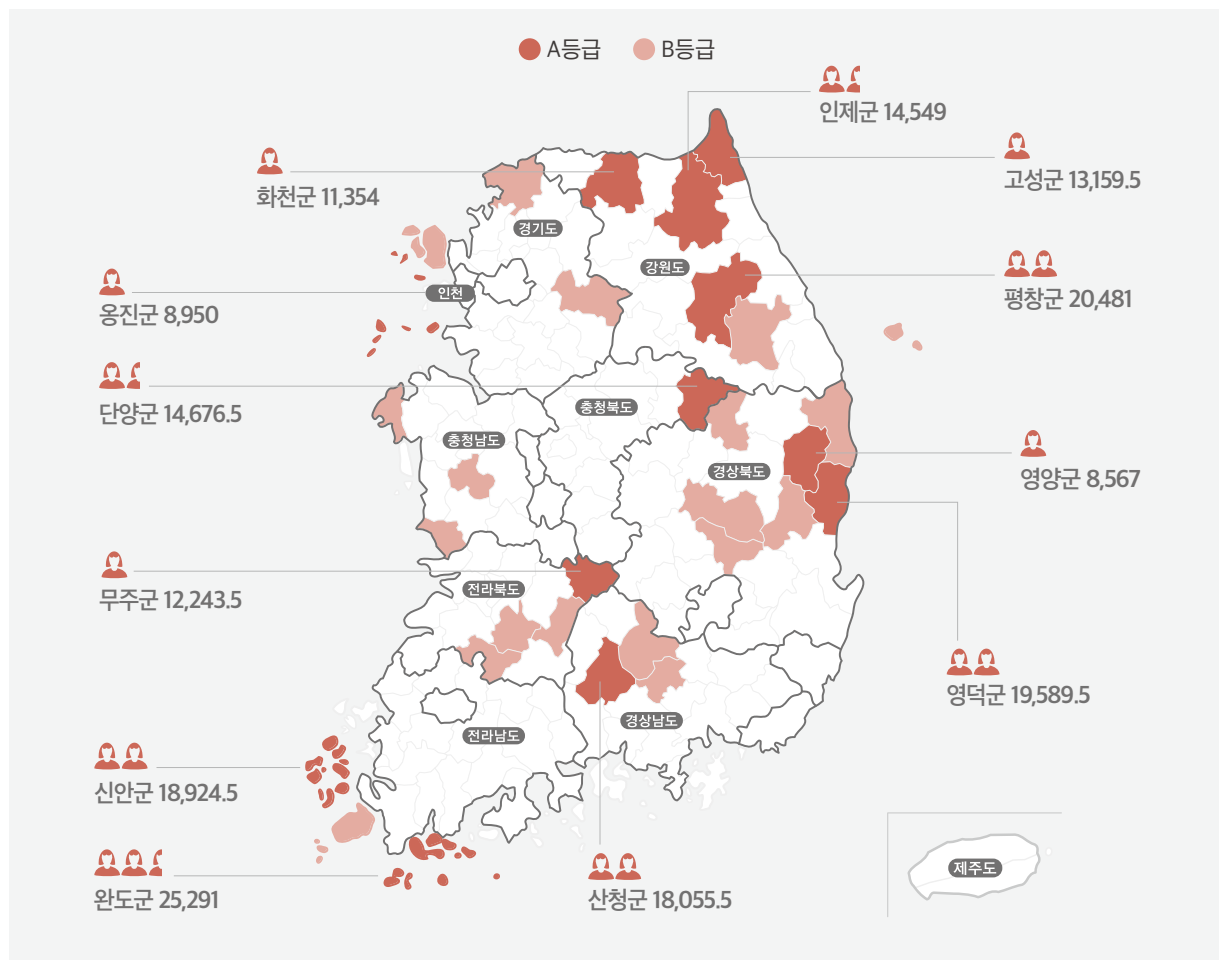 A등급 B등급
인제군 14,549
고성군 13,159.5
화천군 11,354
경기도
강원도
평창군 20,481
인천
옹진군 8,950
단양군 14,676.5
충청북도
충청남도
경상북도
영양군 8,567
무주군 12,243.5
전라북도
영덕군 19,589.5
경상남도
전라남도
신안군 18,924.5
완도군 25,291
산청군 18,055.5
제주도